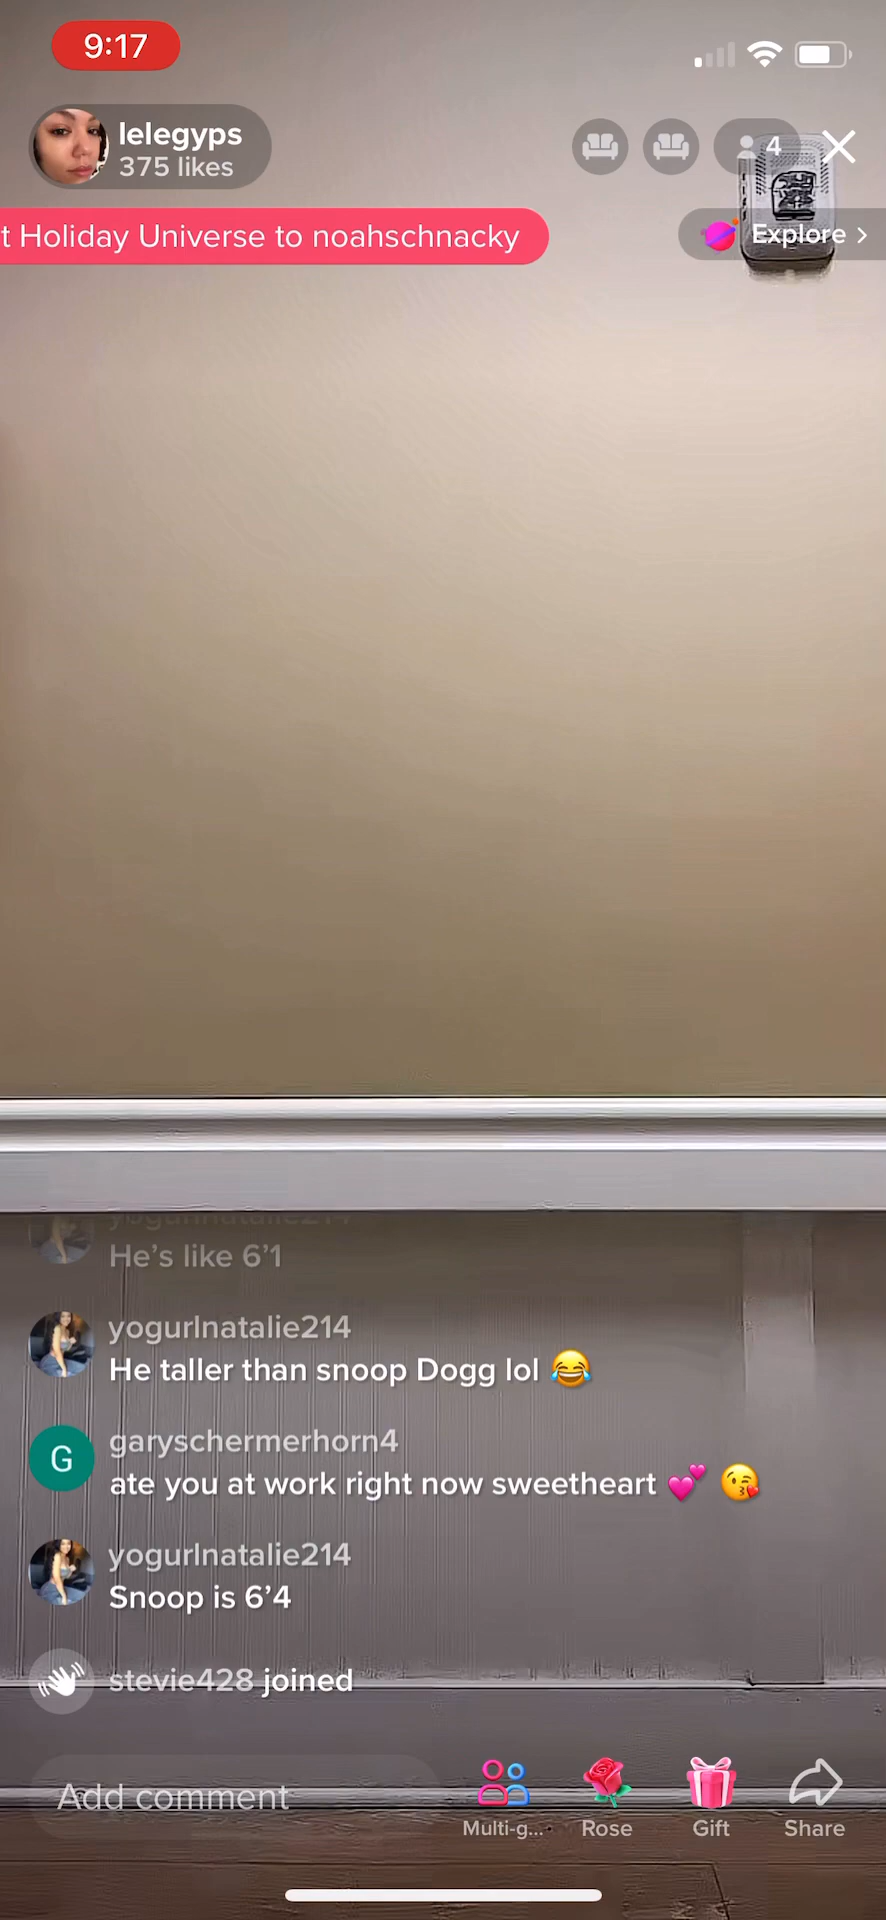 9:17
lelegyps
375 likes
4
t Holiday Universe to noahschnacky
Explore >
yogurlnatalie214
He's like 6'1
yogurlnatalie214
He taller than snoop Dogg lol 😂
G
garyschermerhorn4
ate you at work right now sweetheart 💕 😘
yogurlnatalie214
Snoop is 6'4
stevie428 joined
Add comment
Multi-g...
Rose
Gift
Share